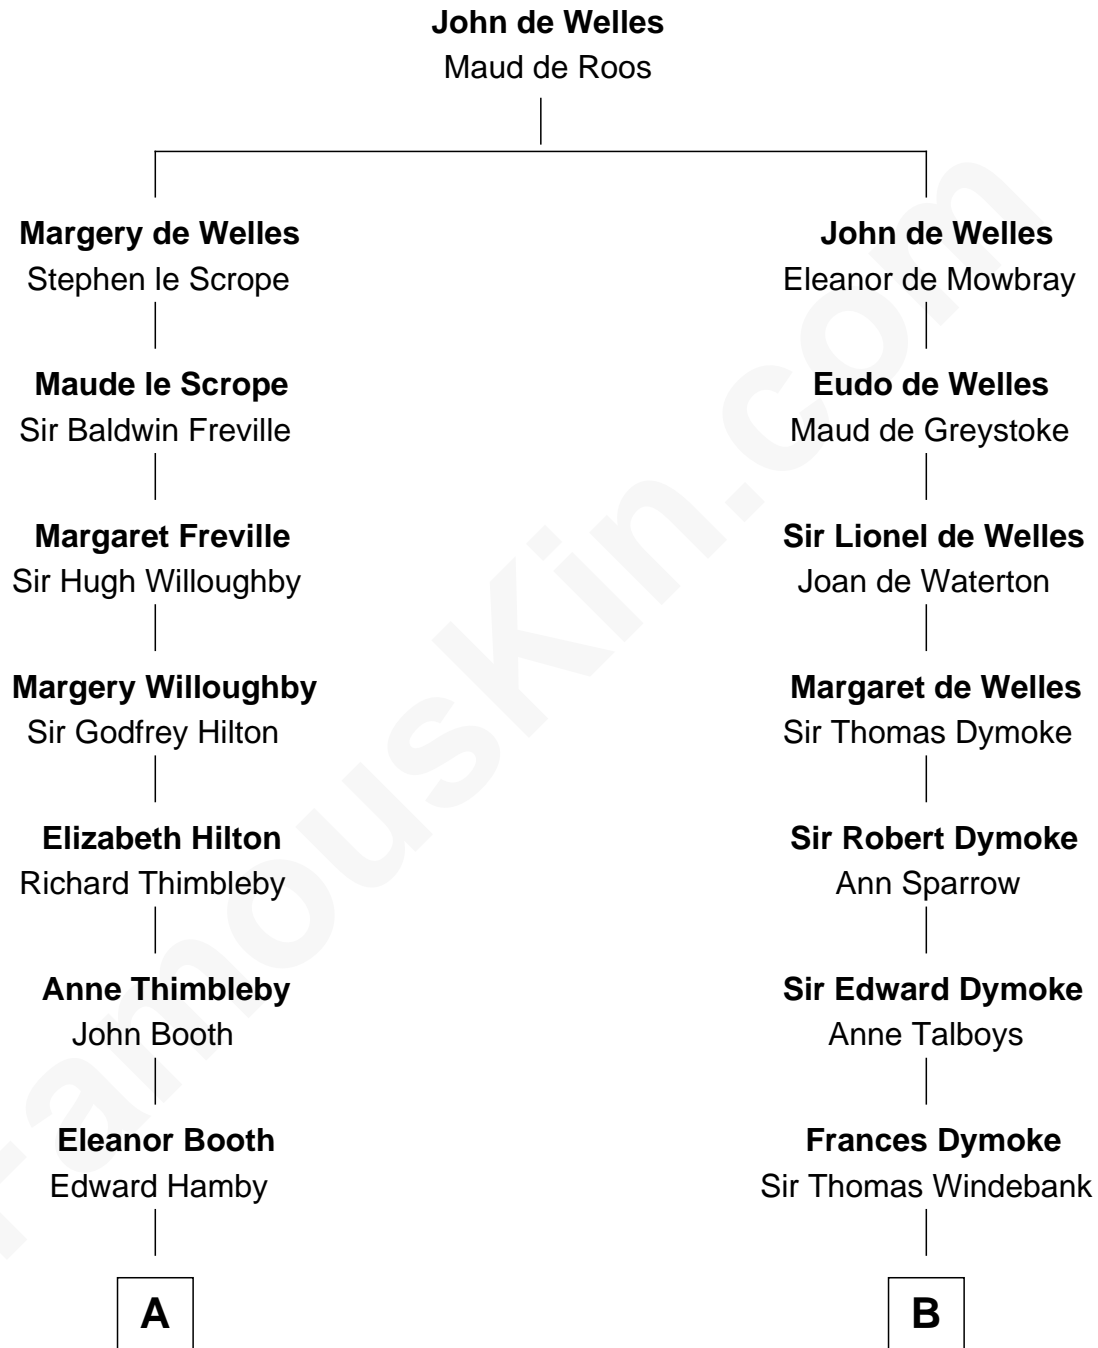 John de Welles
Maud de Roos
Margery de Welles
Stephen le Scrope
John de Welles
Eleanor de Mowbray
Maude le Scrope
Sir Baldwin Freville
Eudo de Welles
Maud de Greystoke
Margaret Freville
Sir Hugh Willoughby
Sir Lionel de Welles
Joan de Waterton
Margery Willoughby
Sir Godfrey Hilton
Margaret de Welles
Sir Thomas Dymoke
Elizabeth Hilton
Richard Thimbleby
Sir Robert Dymoke
Ann Sparrow
Anne Thimbleby
John Booth
Sir Edward Dymoke
Anne Talboys
Eleanor Booth
Edward Hamby
Frances Dymoke
Sir Thomas Windebank
A
B
FamousKin.com